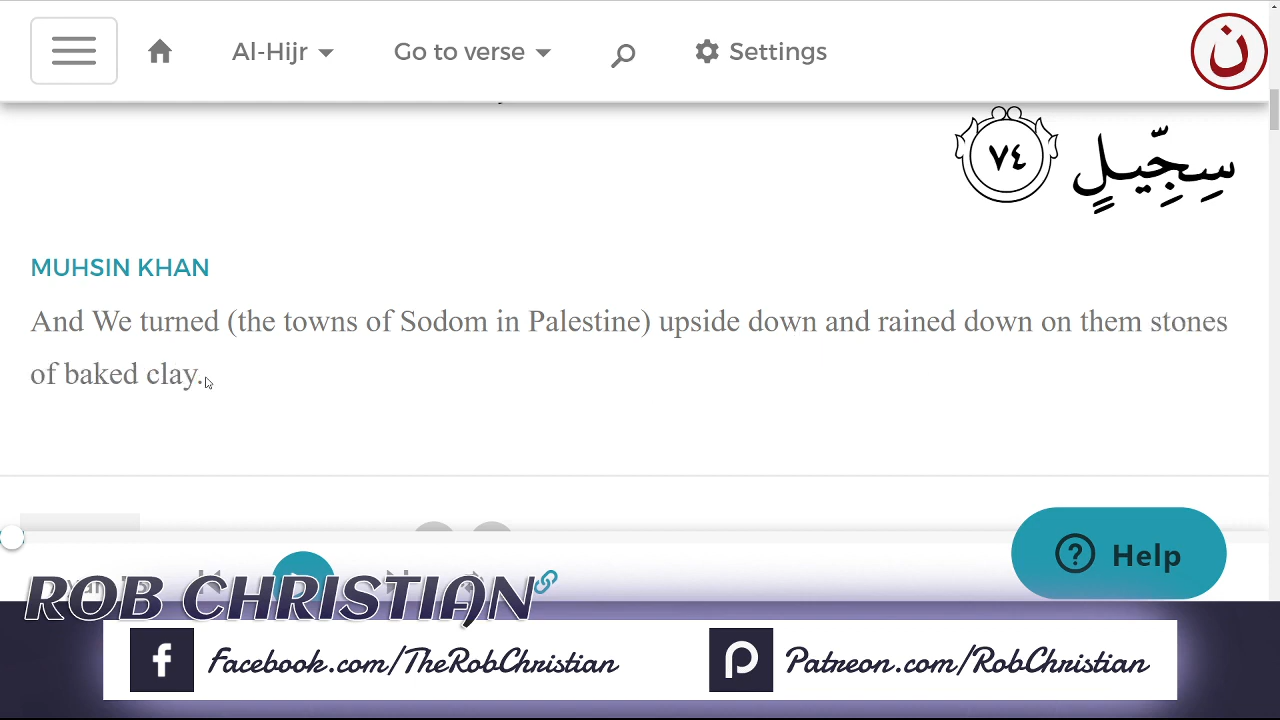 Al-Hijr
Go to verse
Settings
ن
سِجِّيلٍ ٧٤
MUHSIN KHAN
And We turned (the towns of Sodom in Palestine) upside down and rained down on them stones
of baked clay.
Help
ROB CHRISTIAN
Facebook.com/TheRobChristian
Patreon.com/RobChristian